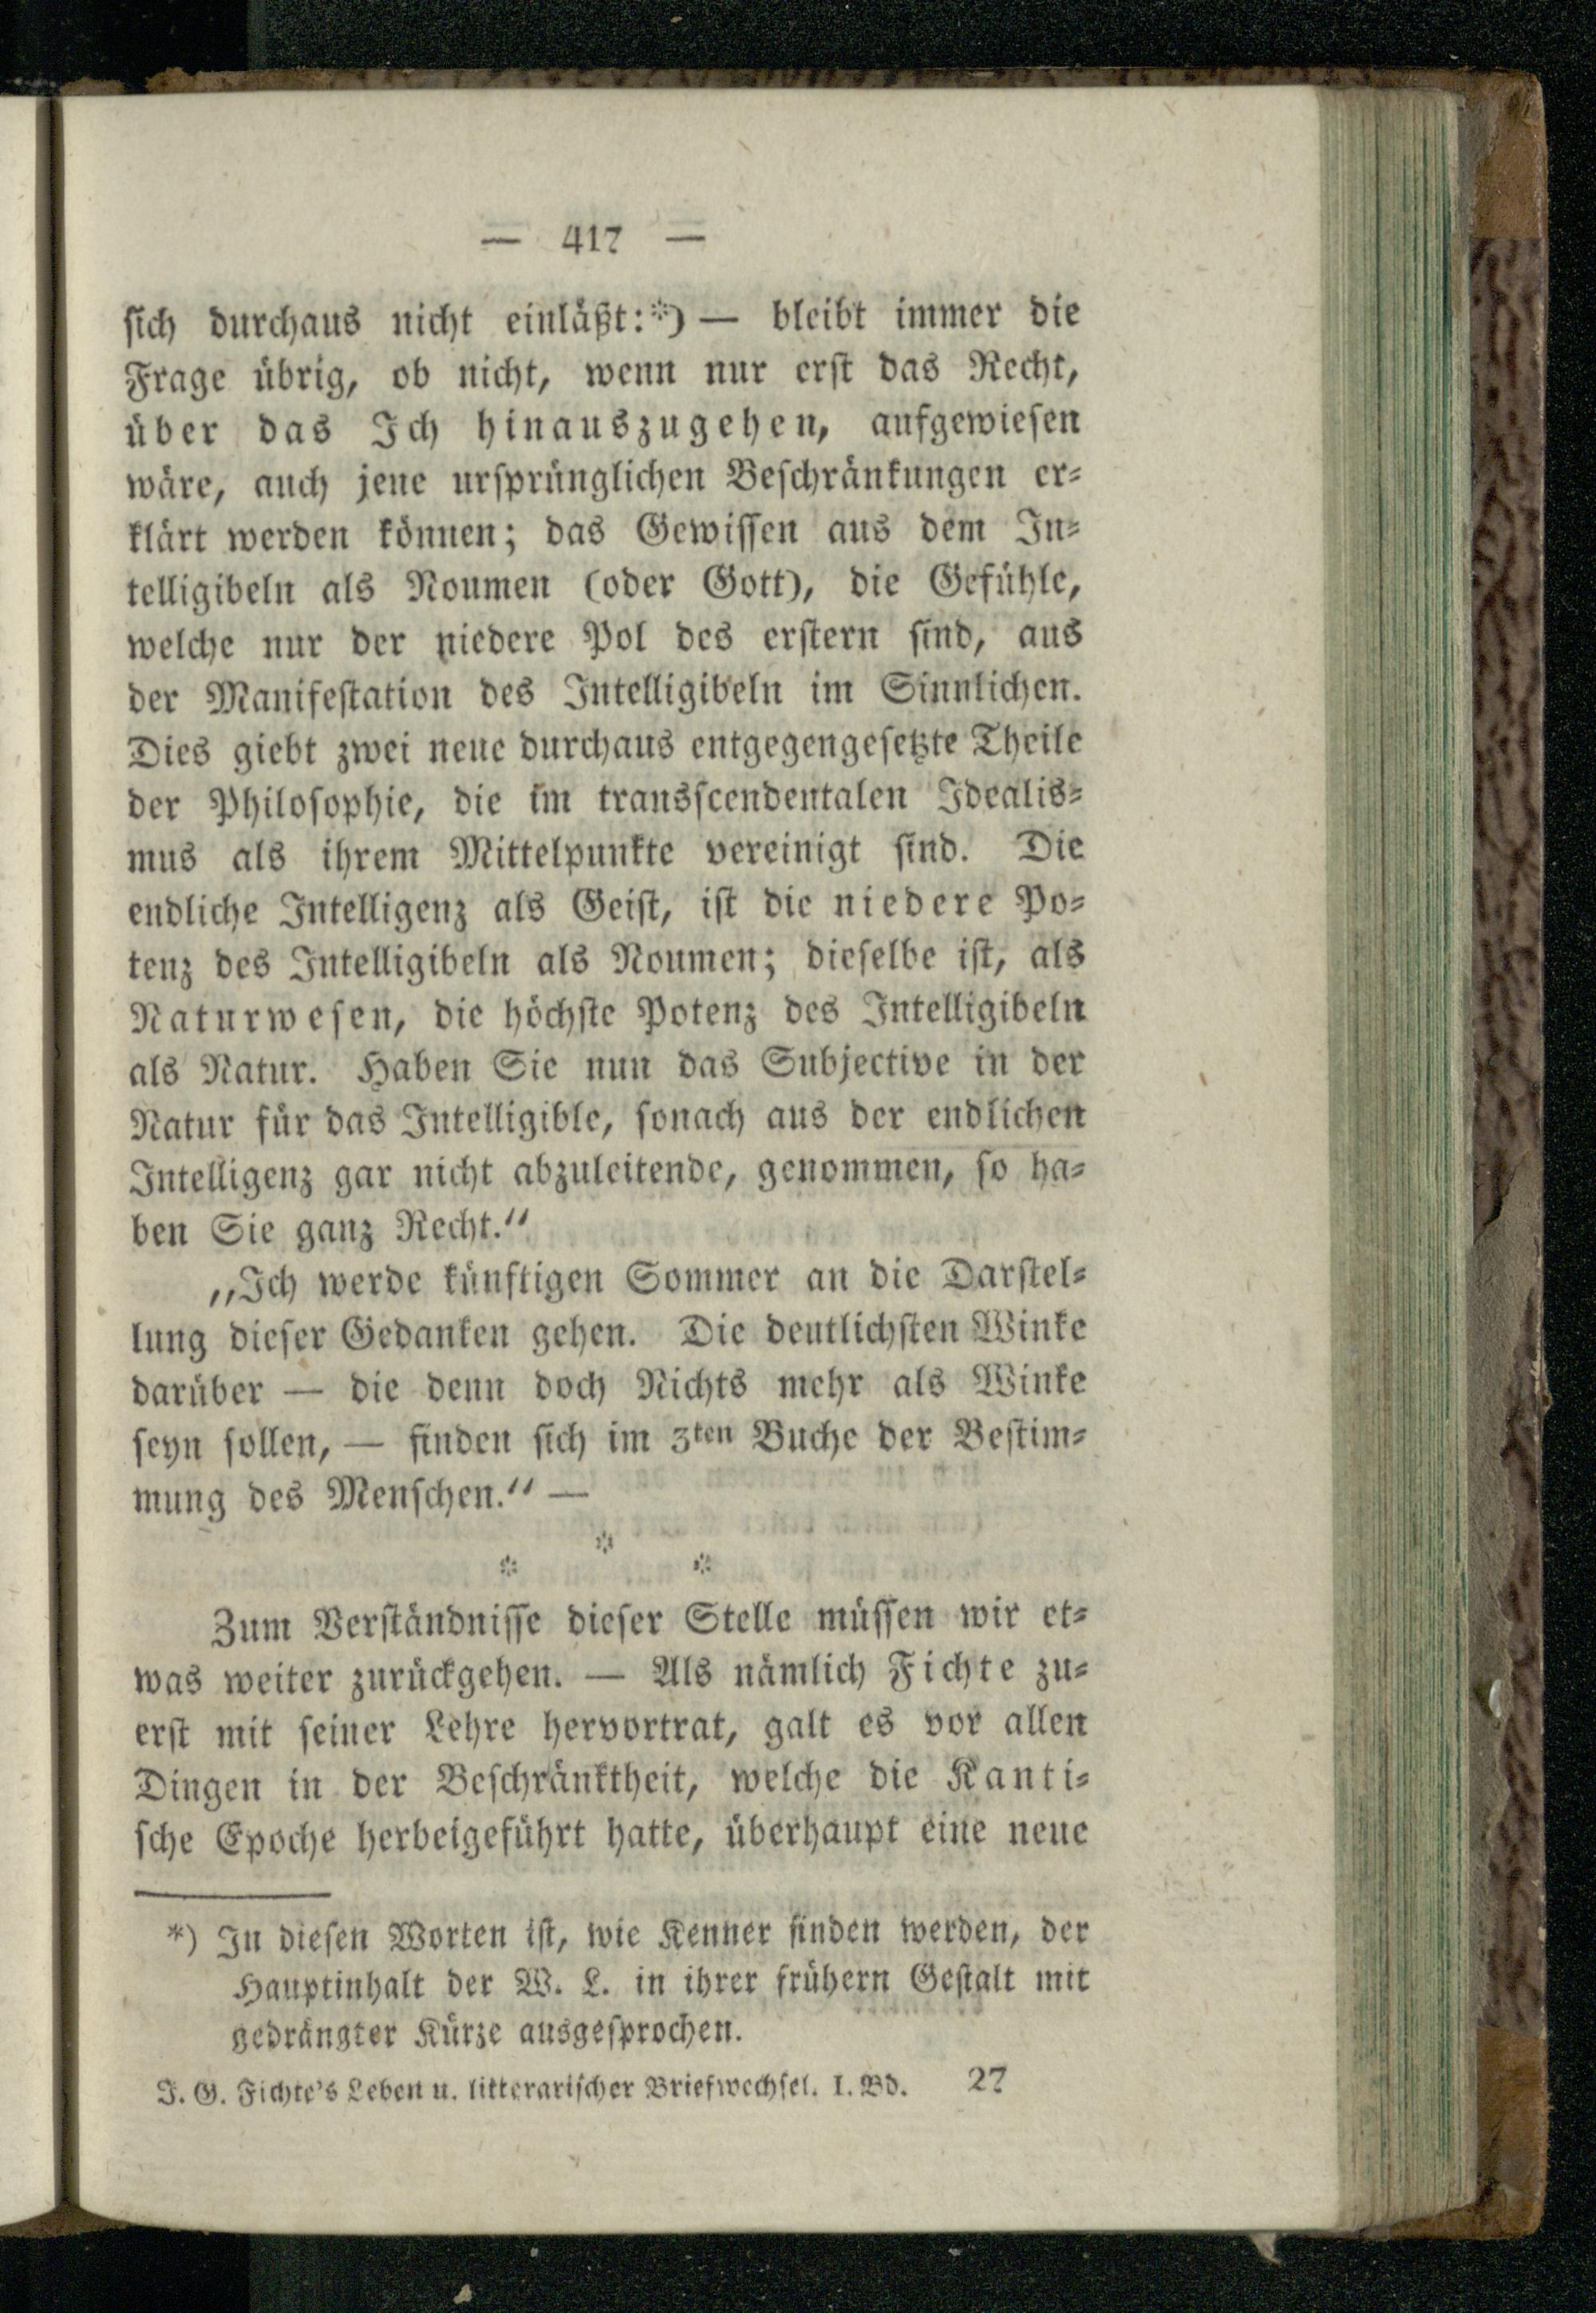 — 417 —
sich durchaus nicht einläßt:*) — bleibt immer die
Frage übrig, ob nicht, wenn nur erst das Recht,
über das Ich hinauszugehen, aufgewiesen
wäre, auch jene ursprünglichen Beschränkungen er-
klärt werden können; das Gewissen aus dem In-
telligibeln als Noumen (oder Gott), die Gefühle,
welche nur der niedere Pol des erstern sind, aus
der Manifestation des Intelligibeln im Sinnlichen.
Dies giebt zwei neue durchaus entgegengesetzte Theile
der Philosophie, die im transscendentalen Idealis-
mus als ihrem Mittelpunkte vereinigt sind. Die
endliche Intelligenz als Geist, ist die niedere Po-
tenz des Intelligibeln als Noumen; dieselbe ist, als
Naturwesen, die höchste Potenz des Intelligibeln
als Natur. Haben Sie nun das Subjective in der
Natur für das Intelligible, sonach aus der endlichen
Intelligenz gar nicht abzuleitende, genommen, so ha-
ben Sie ganz Recht.“
„Ich werde künftigen Sommer an die Darstel-
lung dieser Gedanken gehen. Die deutlichsten Winke
darüber — die denn doch Nichts mehr als Winke
seyn sollen, — finden sich im 3ten Buche der Bestim-
mung des Menschen.“ —
* * *
Zum Verständnisse dieser Stelle müssen wir et-
was weiter zurückgehen. — Als nämlich Fichte zu-
erst mit seiner Lehre hervortrat, galt es vor allen
Dingen in der Beschränktheit, welche die Kanti-
sche Epoche herbeigeführt hatte, überhaupt eine neue
*) In diesen Worten ist, wie Kenner finden werden, der
Hauptinhalt der W. L. in ihrer frühern Gestalt mit
gedrängter Kürze ausgesprochen.
J. G. Fichte's Leben u. litterarischer Briefwechsel. I. Bd. 27